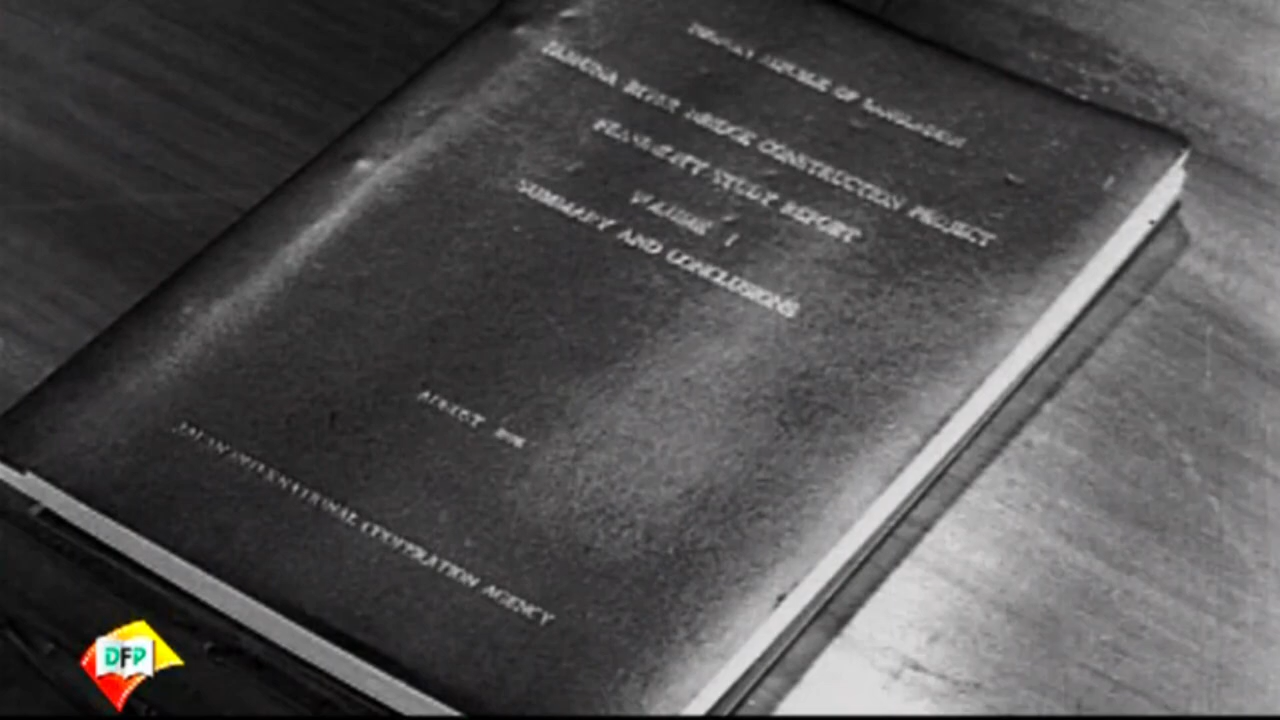 REPUBLIC OF BANGLADESH
JAMUNA RIVER BRIDGE CONSTRUCTION PROJECT
FEASIBILITY STUDY REPORT
VOLUME I
SUMMARY AND CONCLUSIONS
AUGUST
JAPAN INTERNATIONAL COOPERATION AGENCY
DFP